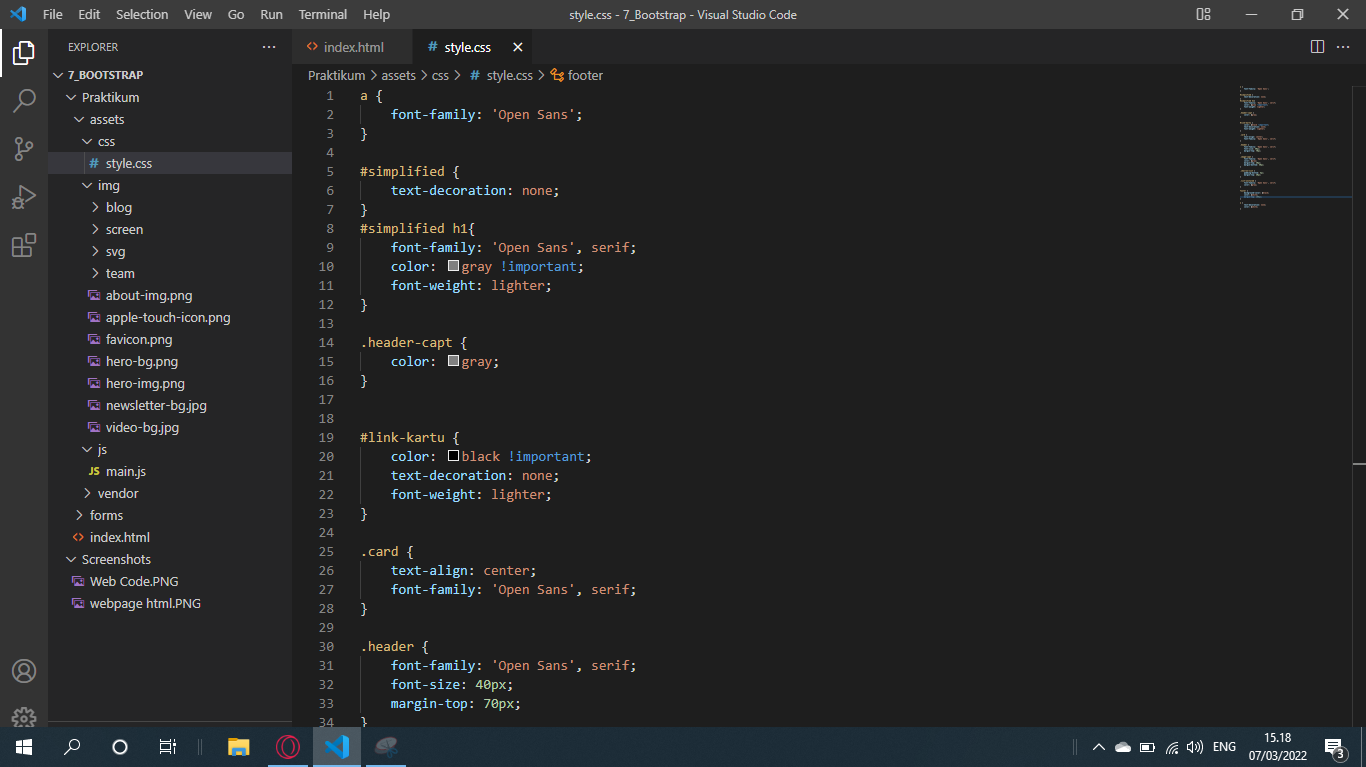 File Edit Selection View Go Run Terminal Help
style.css - 7_Bootstrap - Visual Studio Code
EXPLORER
7_BOOTSTRAP
Praktikum
assets
css
# style.css
img
blog
screen
svg
team
about-img.png
apple-touch-icon.png
favicon.png
hero-bg.png
hero-img.png
newsletter-bg.jpg
video-bg.jpg
js
JS main.js
vendor
forms
<> index.html
Screenshots
Web Code.PNG
webpage html.PNG
<> index.html # style.css
Praktikum > assets > css > # style.css > footer
1 a {
2 font-family: 'Open Sans';
3 }
4
5 #simplified {
6 text-decoration: none;
7 }
8 #simplified h1{
9 font-family: 'Open Sans', serif;
10 color: gray !important;
11 font-weight: lighter;
12 }
13
14 .header-capt {
15 color: gray;
16 }
17
18
19 #link-kartu {
20 color: black !important;
21 text-decoration: none;
22 font-weight: lighter;
23 }
24
25 .card {
26 text-align: center;
27 font-family: 'Open Sans', serif;
28 }
29
30 .header {
31 font-family: 'Open Sans', serif;
32 font-size: 40px;
33 margin-top: 70px;
34 }
ENG
15.18
07/03/2022
3